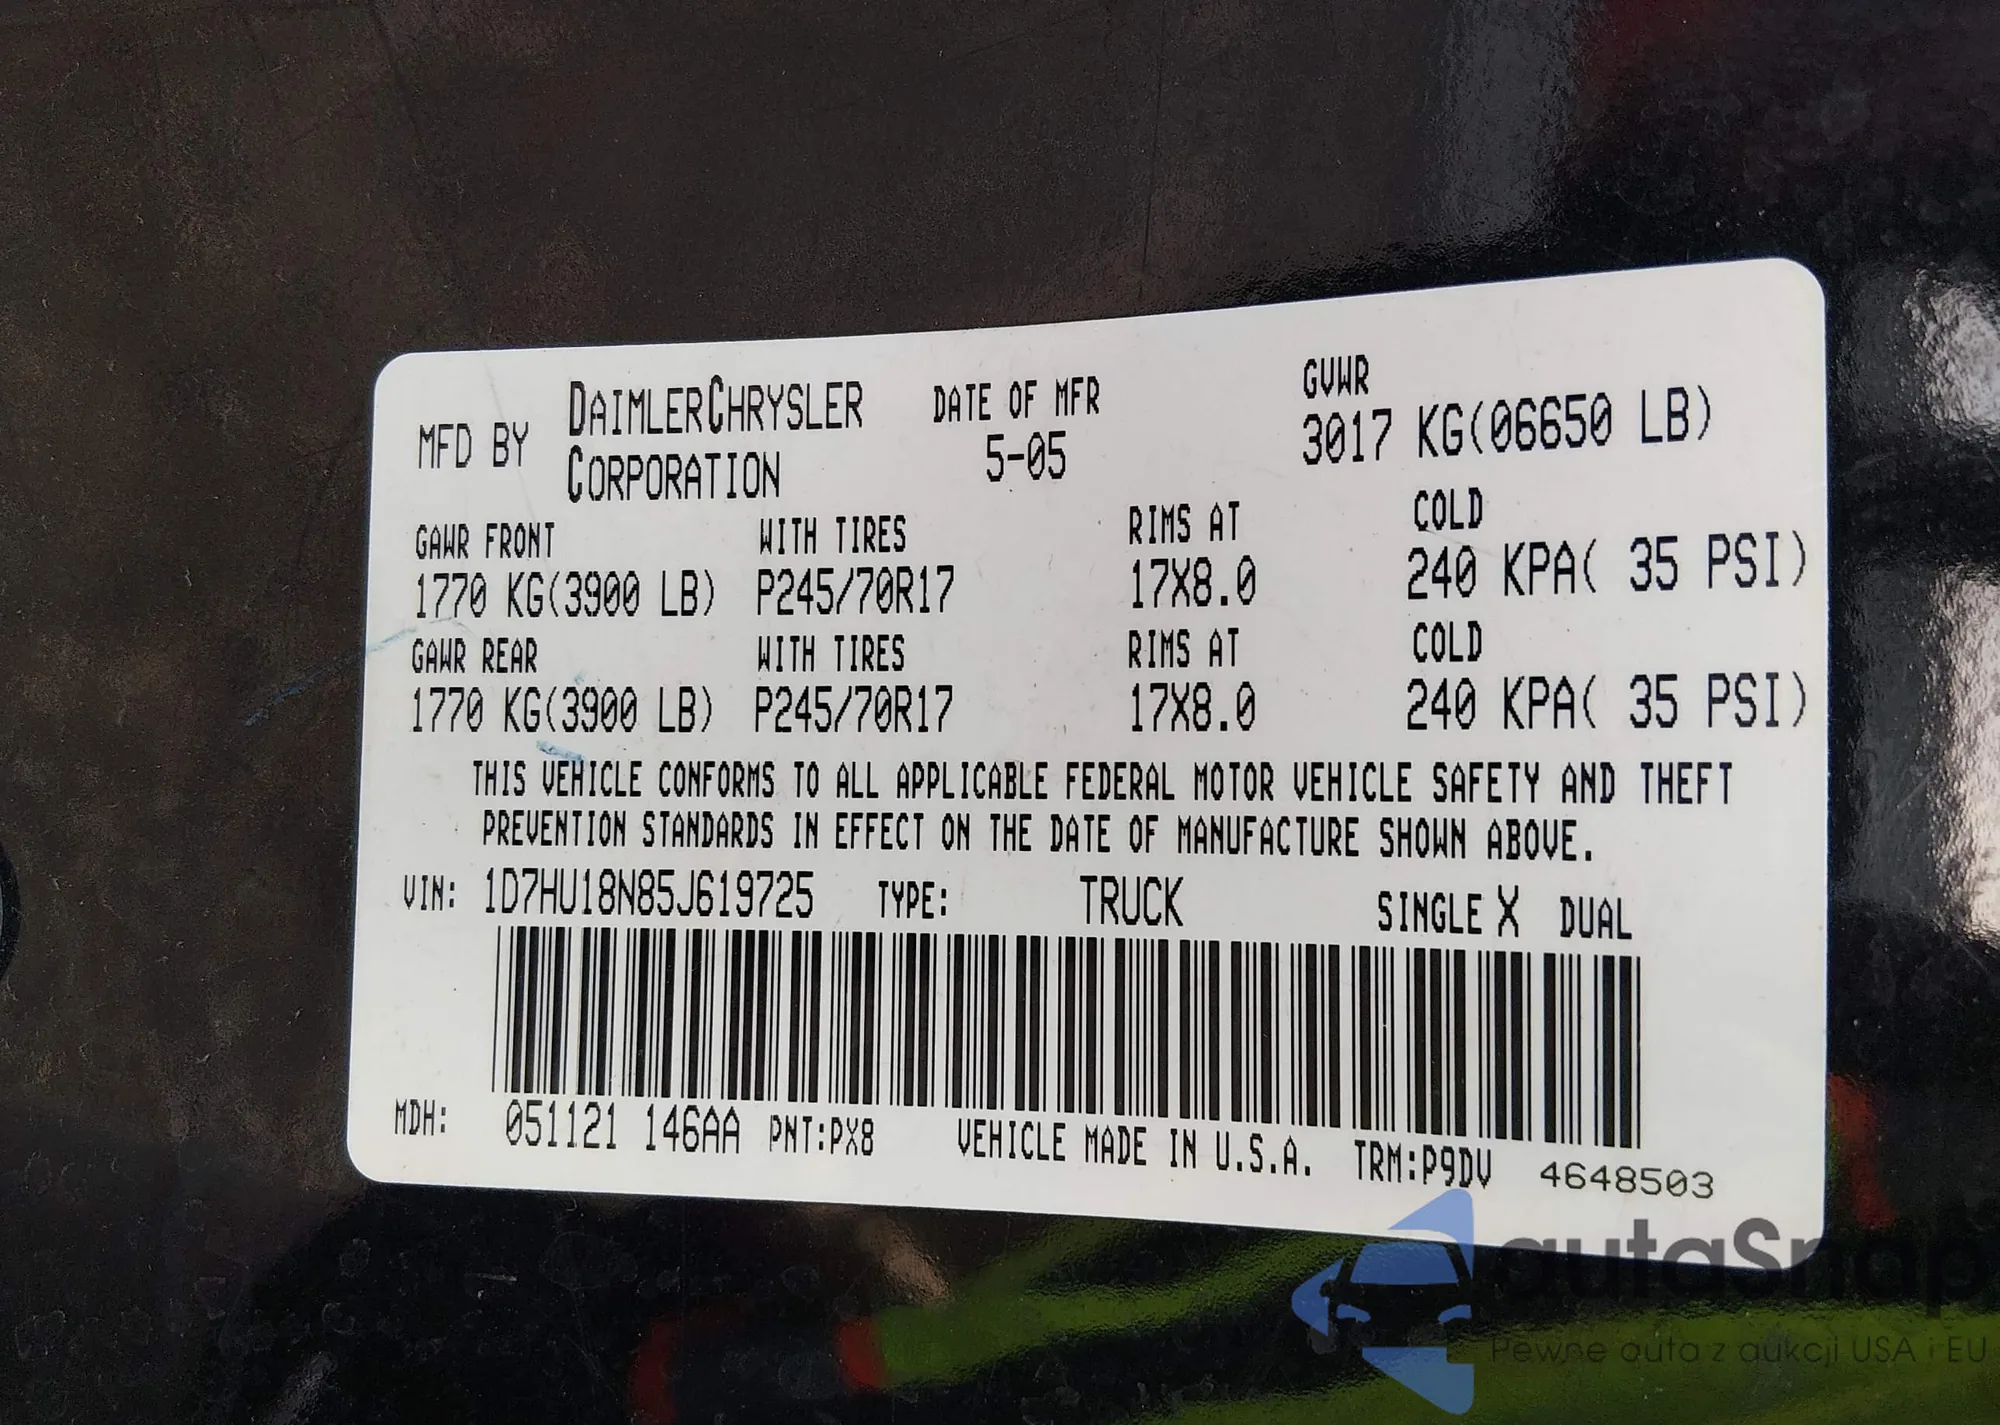 MFD BY DAIMLERCHRYSLER CORPORATION
DATE OF MFR
5-05
GVWR
3017 KG(06650 LB)
GAWR FRONT WITH TIRES RIMS AT COLD
1770 KG(3900 LB) P245/70R17 17X8.0 240 KPA( 35 PSI)
GAWR REAR WITH TIRES RIMS AT COLD
1770 KG(3900 LB) P245/70R17 17X8.0 240 KPA( 35 PSI)
THIS VEHICLE CONFORMS TO ALL APPLICABLE FEDERAL MOTOR VEHICLE SAFETY AND THEFT
PREVENTION STANDARDS IN EFFECT ON THE DATE OF MANUFACTURE SHOWN ABOVE.
VIN: 1D7HU18N85J619725 TYPE: TRUCK SINGLE X DUAL
MDH: 051121 146AA PNT:PX8 VEHICLE MADE IN U.S.A. TRM:P9DV 4648503
autaSnap
Pewne auta z aukcji USA i EU